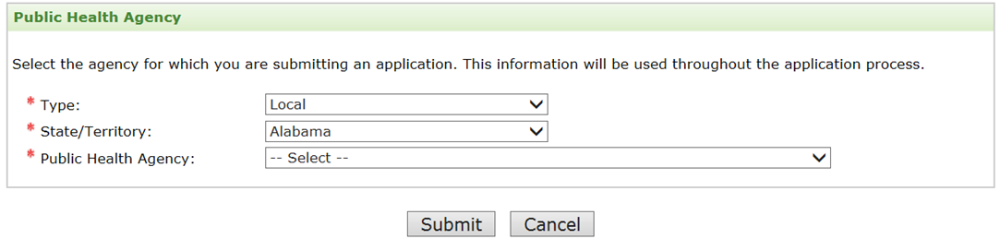 Public Health Agency
Select the agency for which you are submitting an application. This information will be used throughout the application process.
* Type: Local
* State/Territory: Alabama
* Public Health Agency: -- Select --
Submit Cancel